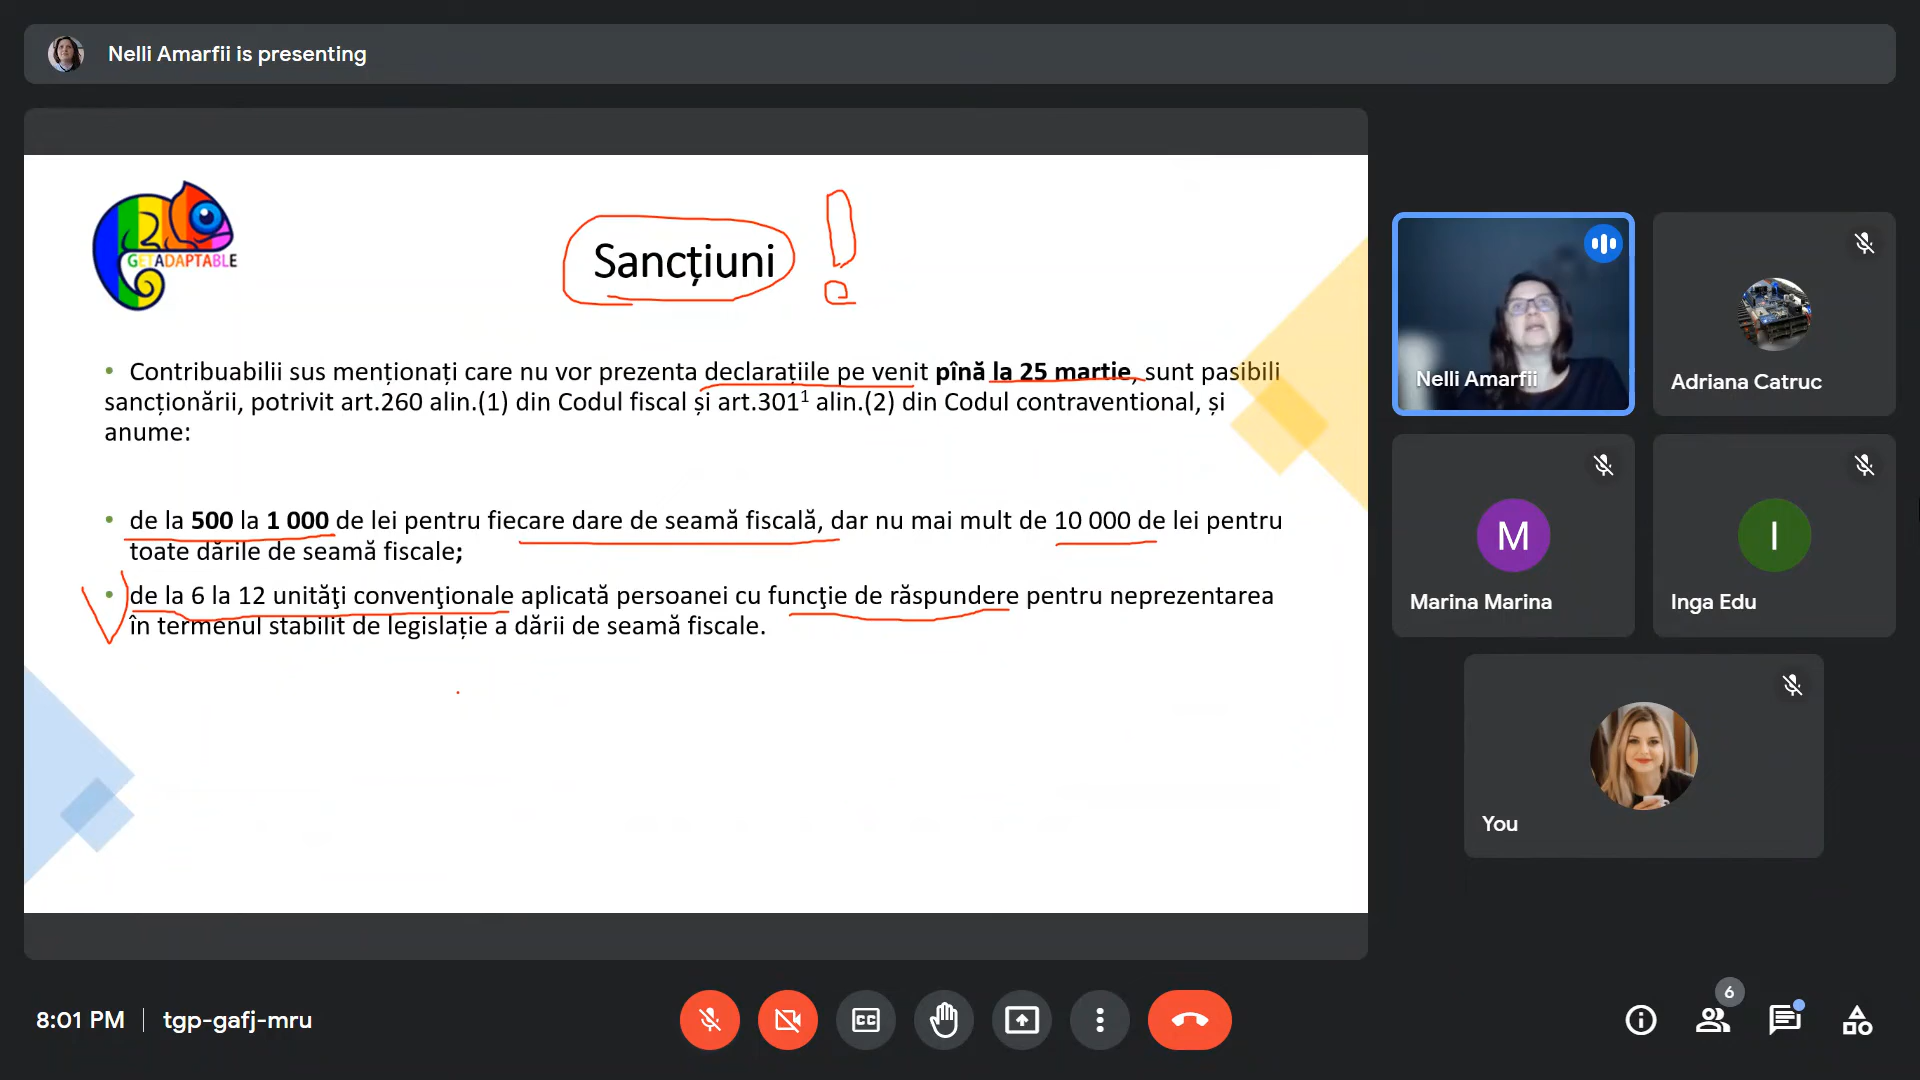 Nelli Amarfii is presenting
GETADAPTABLE
Sancțiuni
• Contribuabilii sus menționați care nu vor prezenta declarațiile pe venit pînă la 25 martie, sunt pasibili
sancționării, potrivit art.260 alin.(1) din Codul fiscal și art.301¹ alin.(2) din Codul contraventional, și
anume:
• de la 500 la 1 000 de lei pentru fiecare dare de seamă fiscală, dar nu mai mult de 10 000 de lei pentru
toate dările de seamă fiscale;
• de la 6 la 12 unităţi convenţionale aplicată persoanei cu funcţie de răspundere pentru neprezentarea
în termenul stabilit de legislație a dării de seamă fiscale.
Nelli Amarfii
Adriana Catruc
M
Marina Marina
I
Inga Edu
You
8:01 PM | tgp-gafj-mru
CC
6